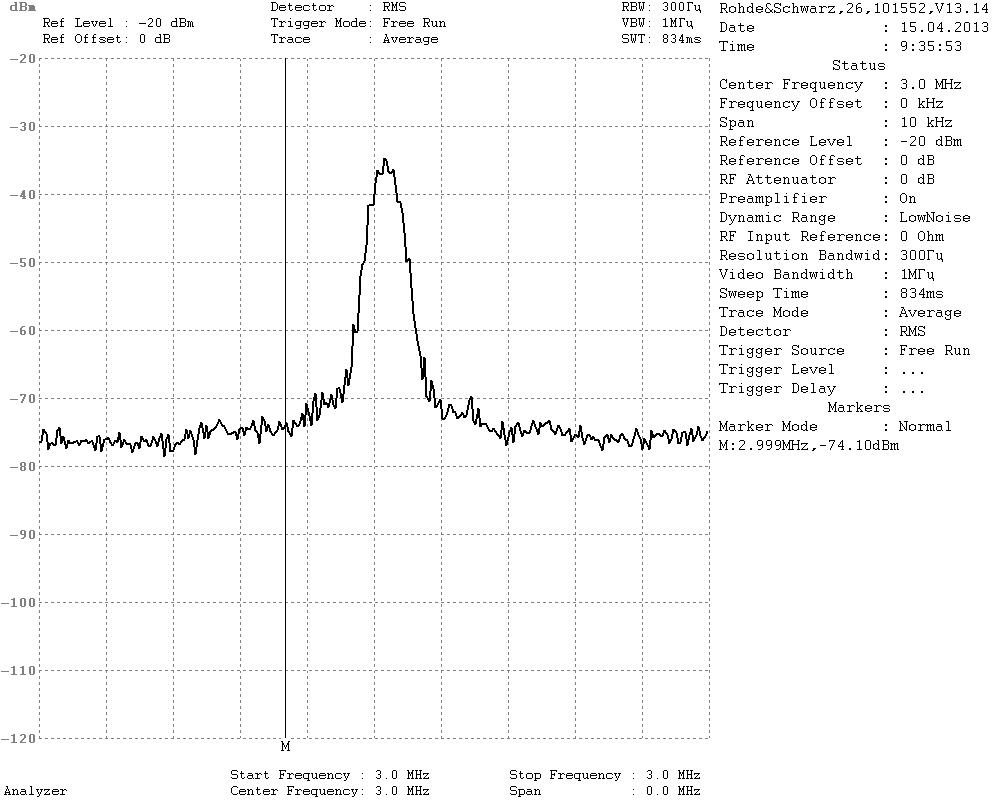 dBm
Ref Level : -20 dBm
Ref Offset: 0 dB
Detector : RMS
Trigger Mode: Free Run
Trace : Average
RBW: 300Гц
VBW: 1МГц
SWT: 834ms
-20
-30
-40
-50
-60
-70
-80
-90
-100
-110
-120
M
Start Frequency : 3.0 MHz
Stop Frequency : 3.0 MHz
Analyzer
Center Frequency: 3.0 MHz
Span : 0.0 MHz
Rohde&Schwarz,26,101552,V13.14
Date : 15.04.2013
Time : 9:35:53
Status
Center Frequency : 3.0 MHz
Frequency Offset : 0 kHz
Span : 10 kHz
Reference Level : -20 dBm
Reference Offset : 0 dB
RF Attenuator : 0 dB
Preamplifier : On
Dynamic Range : LowNoise
RF Input Reference: 0 Ohm
Resolution Bandwid: 300Гц
Video Bandwidth : 1МГц
Sweep Time : 834ms
Trace Mode : Average
Detector : RMS
Trigger Source : Free Run
Trigger Level : ...
Trigger Delay : ...
Markers
Marker Mode : Normal
M:2.999MHz,-74.10dBm